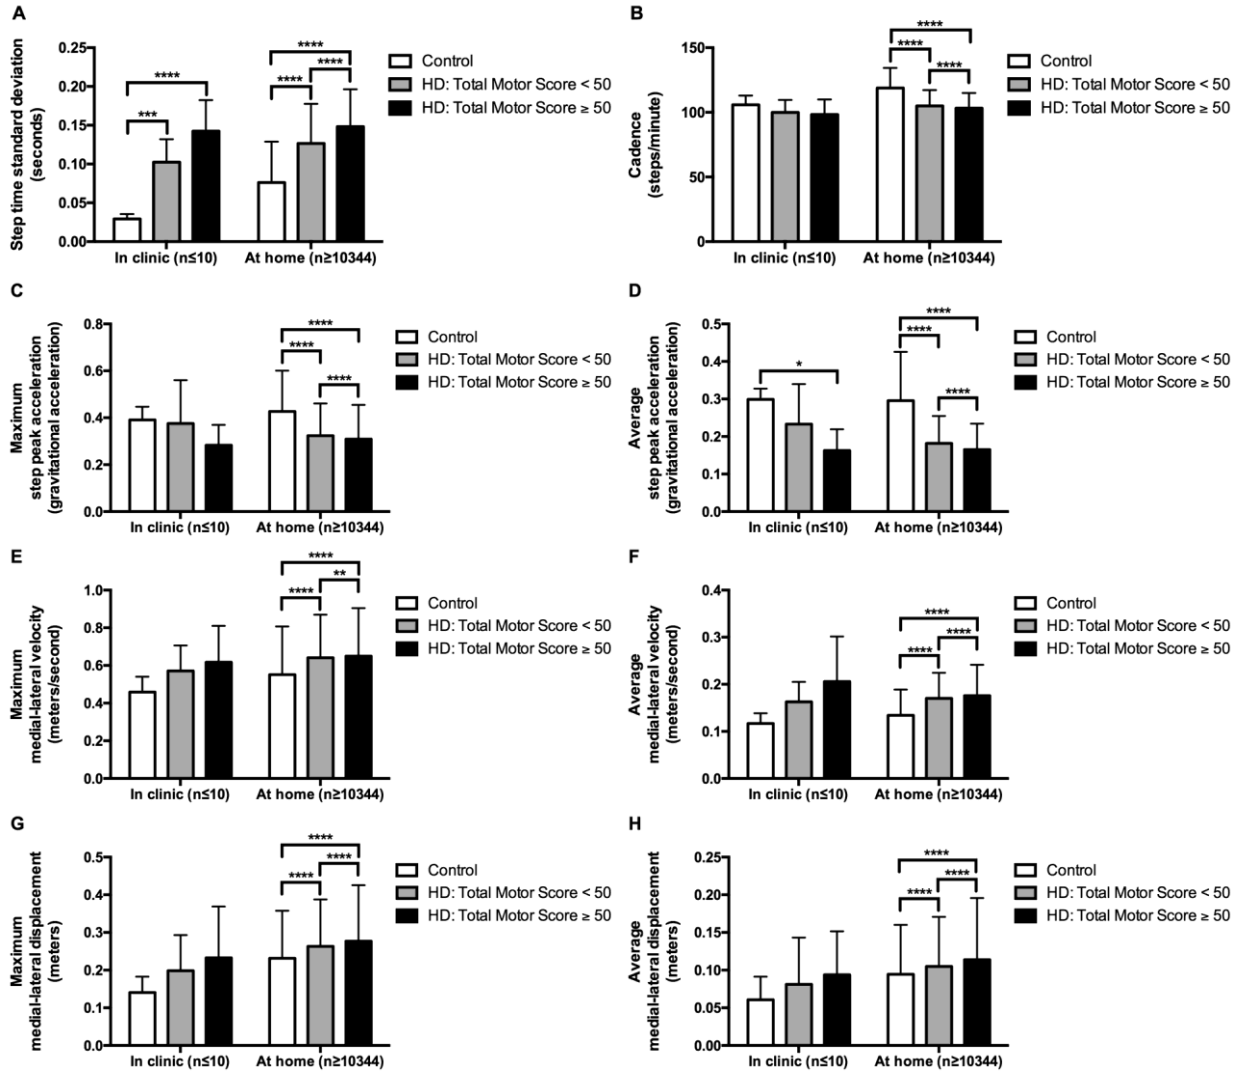 A
Step time standard deviation
(seconds)
0.25
0.20
0.15
0.10
0.05
0.00
****
***
****
****
****
In clinic (n≤10)
At home (n≥10344)
Control
HD: Total Motor Score < 50
HD: Total Motor Score ≥ 50
B
Cadence
(steps/minute)
150
100
50
0
****
****
****
In clinic (n≤10)
At home (n≥10344)
Control
HD: Total Motor Score < 50
HD: Total Motor Score ≥ 50
C
Maximum
step peak acceleration
(gravitational acceleration)
0.8
0.6
0.4
0.2
0.0
****
****
****
In clinic (n≤10)
At home (n≥10344)
Control
HD: Total Motor Score < 50
HD: Total Motor Score ≥ 50
D
Average
step peak acceleration
(gravitational acceleration)
0.5
0.4
0.3
0.2
0.1
0.0
*
****
****
****
In clinic (n≤10)
At home (n≥10344)
Control
HD: Total Motor Score < 50
HD: Total Motor Score ≥ 50
E
Maximum
medial-lateral velocity
(meters/second)
1.0
0.8
0.6
0.4
0.2
0.0
****
**
****
In clinic (n≤10)
At home (n≥10344)
Control
HD: Total Motor Score < 50
HD: Total Motor Score ≥ 50
F
Average
medial-lateral velocity
(meters/second)
0.4
0.3
0.2
0.1
0.0
****
****
****
In clinic (n≤10)
At home (n≥10344)
Control
HD: Total Motor Score < 50
HD: Total Motor Score ≥ 50
G
Maximum
medial-lateral displacement
(meters)
0.5
0.4
0.3
0.2
0.1
0.0
****
****
****
In clinic (n≤10)
At home (n≥10344)
Control
HD: Total Motor Score < 50
HD: Total Motor Score ≥ 50
H
Average
medial-lateral displacement
(meters)
0.25
0.20
0.15
0.10
0.05
0.00
****
****
****
In clinic (n≤10)
At home (n≥10344)
Control
HD: Total Motor Score < 50
HD: Total Motor Score ≥ 50